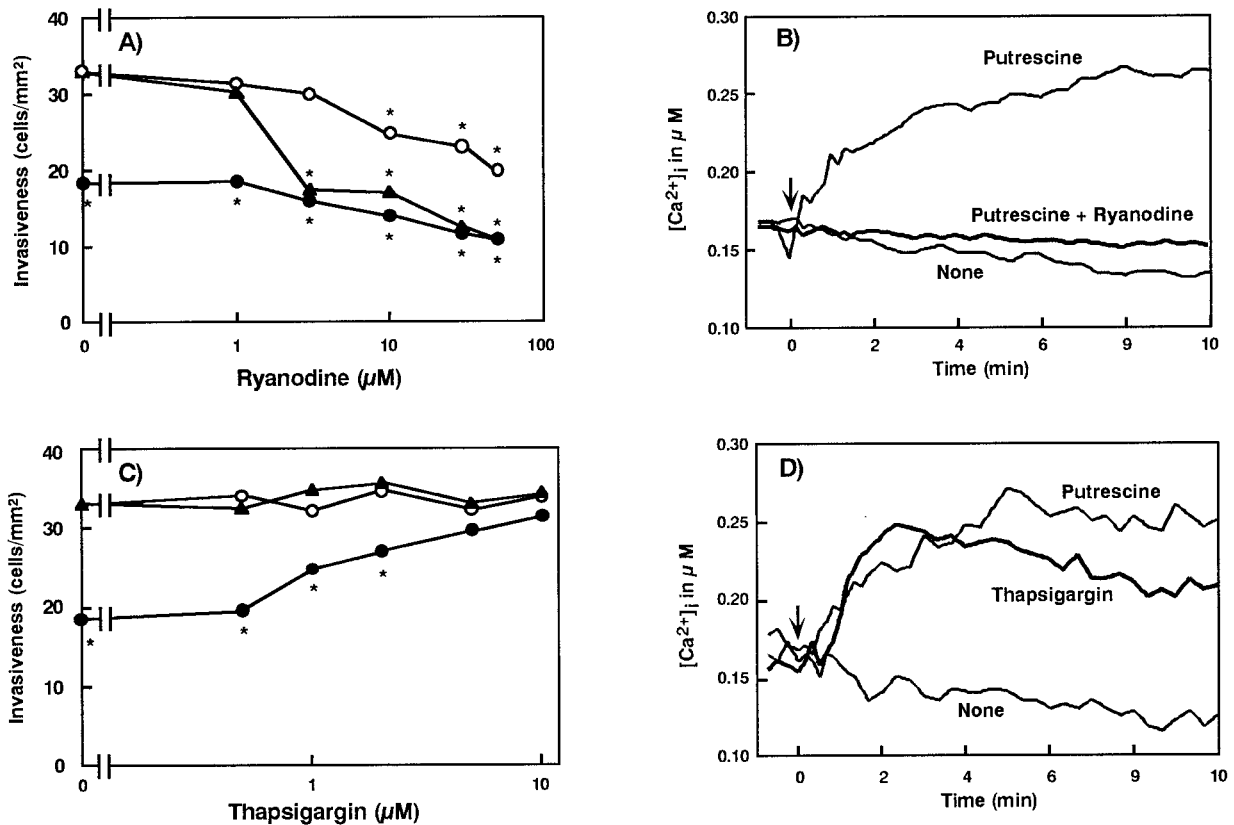 A)
Invasiveness (cells/mm²)
40
30
20
10
0
* * * * * * * * * * * * *
0 1 10 100
Ryanodine (µM)
B)
[Ca²⁺]ᵢ in µ M
0.30
0.25
0.20
0.15
0.10
Putrescine
Putrescine + Ryanodine
None
0 2 4 6 9 10
Time (min)
C)
Invasiveness (cells/mm²)
40
30
20
10
0
* * * *
0 1 10
Thapsigargin (µM)
D)
[Ca²⁺]ᵢ in µ M
0.30
0.25
0.20
0.15
0.10
Putrescine
Thapsigargin
None
0 2 4 6 9 10
Time (min)